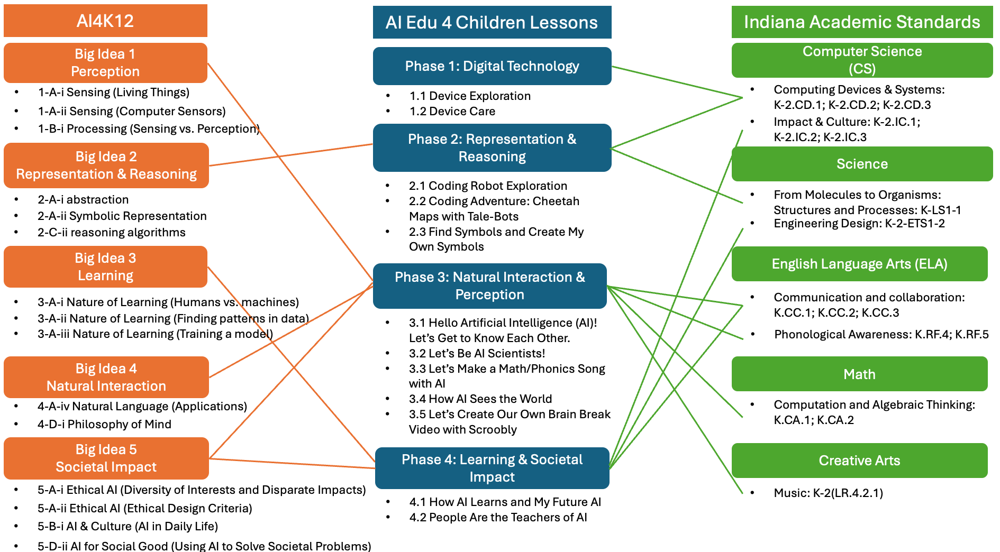 AI4K12
Big Idea 1
Perception
• 1-A-i Sensing (Living Things)
• 1-A-ii Sensing (Computer Sensors)
• 1-B-i Processing (Sensing vs. Perception)
Big Idea 2
Representation & Reasoning
• 2-A-i abstraction
• 2-A-ii Symbolic Representation
• 2-C-ii reasoning algorithms
Big Idea 3
Learning
• 3-A-i Nature of Learning (Humans vs. machines)
• 3-A-ii Nature of Learning (Finding patterns in data)
• 3-A-iii Nature of Learning (Training a model)
Big Idea 4
Natural Interaction
• 4-A-iv Natural Language (Applications)
• 4-D-i Philosophy of Mind
Big Idea 5
Societal Impact
• 5-A-i Ethical AI (Diversity of Interests and Disparate Impacts)
• 5-A-ii Ethical AI (Ethical Design Criteria)
• 5-B-i AI & Culture (AI in Daily Life)
• 5-D-ii AI for Social Good (Using AI to Solve Societal Problems)
AI Edu 4 Children Lessons
Phase 1: Digital Technology
• 1.1 Device Exploration
• 1.2 Device Care
Phase 2: Representation &
Reasoning
• 2.1 Coding Robot Exploration
• 2.2 Coding Adventure: Cheetah
Maps with Tale-Bots
• 2.3 Find Symbols and Create My
Own Symbols
Phase 3: Natural Interaction &
Perception
• 3.1 Hello Artificial Intelligence (AI)!
Let’s Get to Know Each Other.
• 3.2 Let’s Be AI Scientists!
• 3.3 Let’s Make a Math/Phonics Song
with AI
• 3.4 How AI Sees the World
• 3.5 Let’s Create Our Own Brain Break
Video with Scroobly
Phase 4: Learning & Societal
Impact
• 4.1 How AI Learns and My Future AI
• 4.2 People Are the Teachers of AI
Indiana Academic Standards
Computer Science
(CS)
• Computing Devices & Systems:
K-2.CD.1; K-2.CD.2; K-2.CD.3
• Impact & Culture: K-2.IC.1;
K-2.IC.2; K-2.IC.3
Science
• From Molecules to Organisms:
Structures and Processes: K-LS1-1
• Engineering Design: K-2-ETS1-2
English Language Arts (ELA)
• Communication and collaboration:
K.CC.1; K.CC.2; K.CC.3
• Phonological Awareness: K.RF.4; K.RF.5
Math
• Computation and Algebraic Thinking:
K.CA.1; K.CA.2
Creative Arts
• Music: K-2(LR.4.2.1)